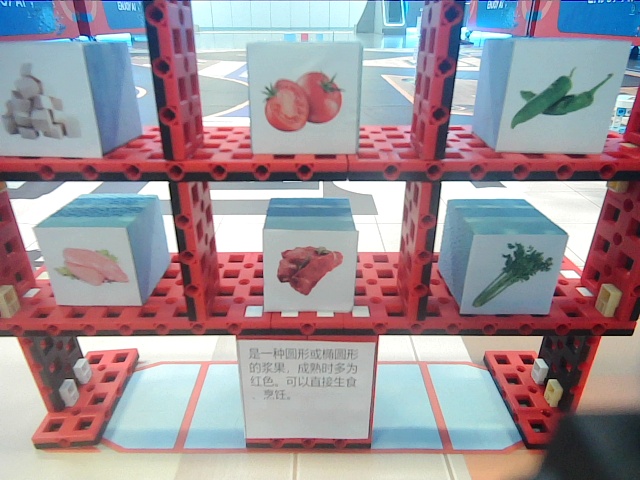 是一种圆形或椭圆形
的浆果，成熟时多为
红色。可以直接生食
、烹饪。